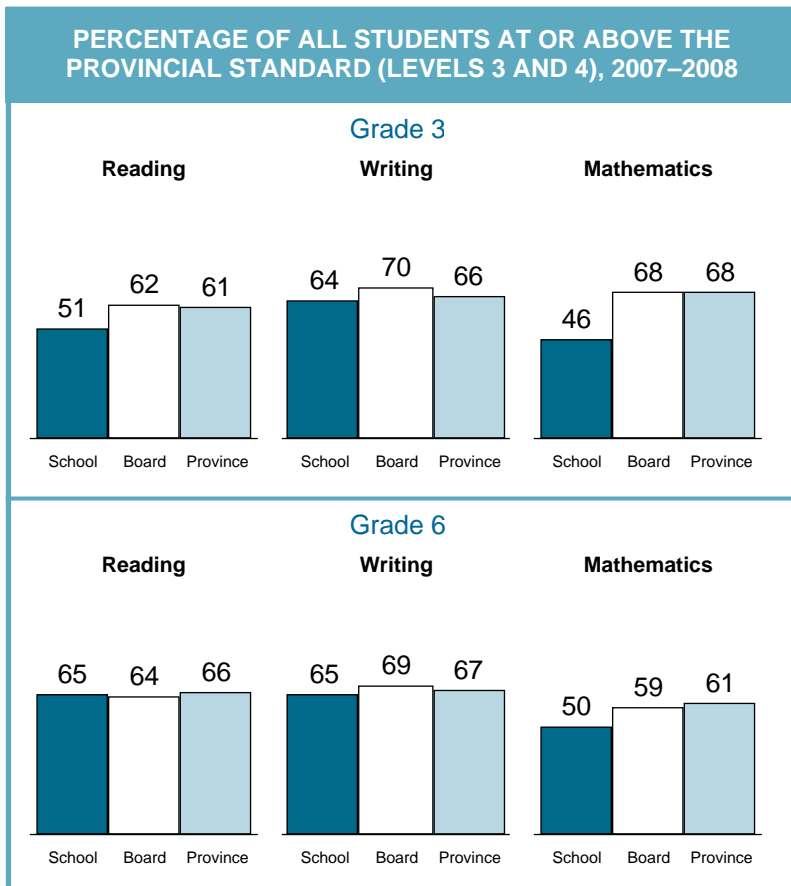 PERCENTAGE OF ALL STUDENTS AT OR ABOVE THE
PROVINCIAL STANDARD (LEVELS 3 AND 4), 2007–2008
Grade 3
Reading Writing Mathematics
51 62 61 64 70 66 46 68 68
School Board Province School Board Province School Board Province
Grade 6
Reading Writing Mathematics
65 64 66 65 69 67 50 59 61
School Board Province School Board Province School Board Province